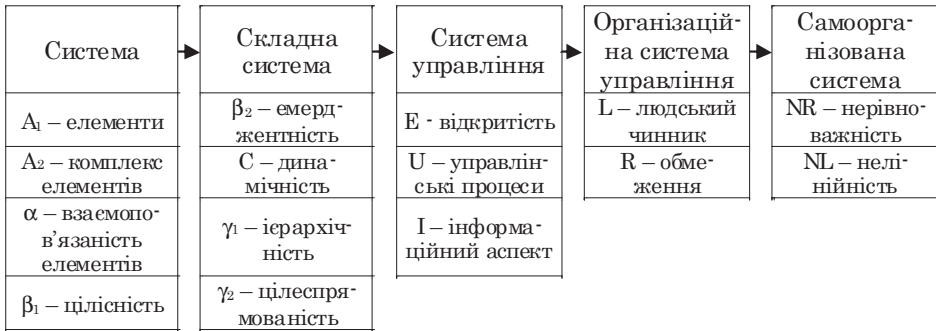 Система
A₁ – елементи
A₂ – комплекс
елементів
α – взаємопо-
в’язаність
елементів
β₁ – цілісність
Складна
система
β₂ – емерд-
жентність
C – дина-
мічність
γ₁ – ієрархіч-
ність
γ₂ – цілеспря-
мованість
Система
управління
E - відкритість
U – управлін-
ські процеси
I – інформа-
ційний аспект
Організацій-
на система
управління
L – людський
чинник
R – обме-
ження
Самоорга-
нізована
система
NR – нерівно-
важність
NL – нелі-
нійність